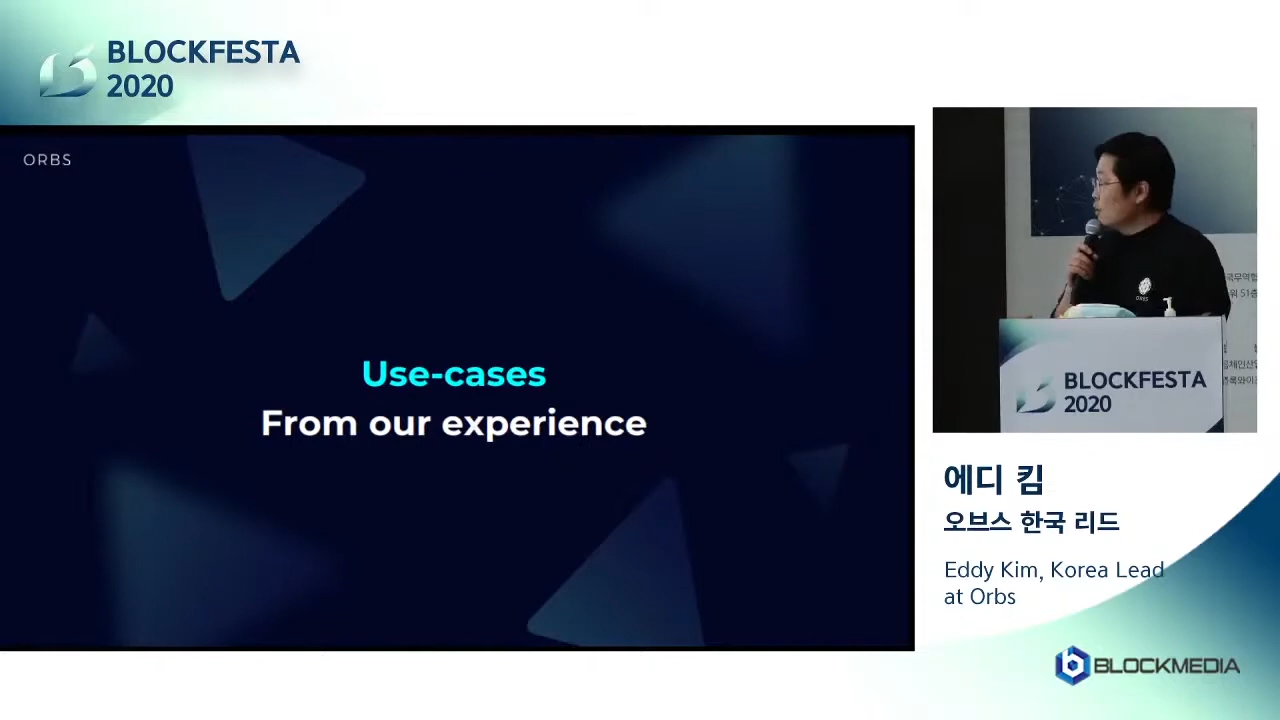 BLOCKFESTA
2020
ORBS
Use-cases
From our experience
ORBS
BLOCKFESTA
2020
에디 킴
오브스 한국 리드
Eddy Kim, Korea Lead
at Orbs
BLOCKMEDIA